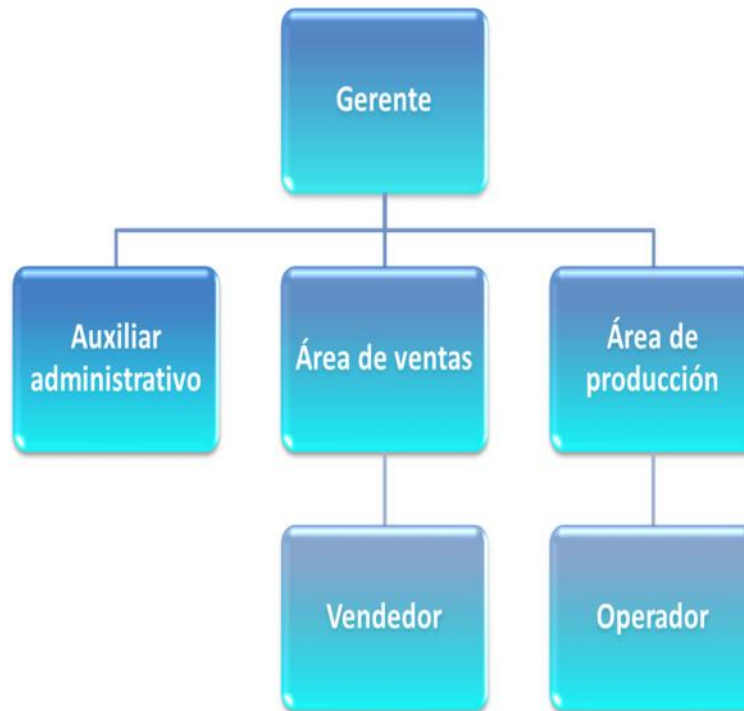 Gerente
Auxiliar
administrativo
Área de ventas
Área de
producción
Vendedor
Operador